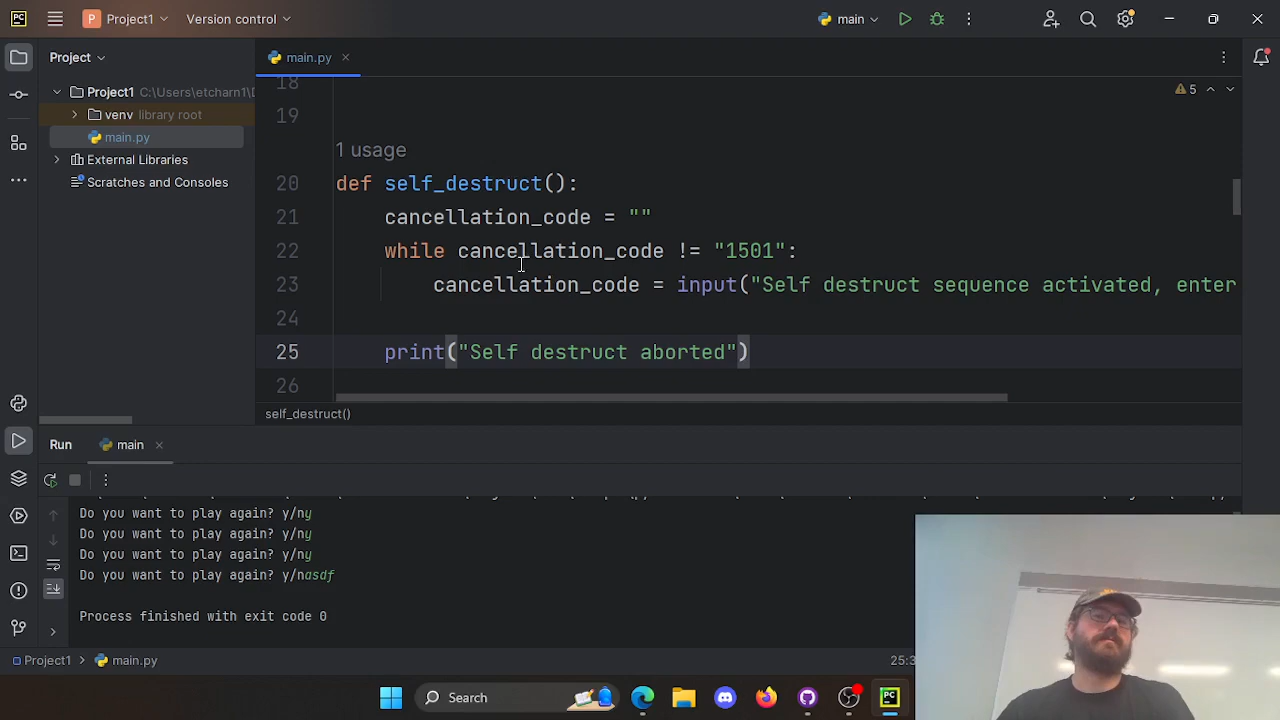 PC
P Project1
Version control
main
Project
main.py
Project1 C:\Users\etcharn1\D
venv library root
main.py
External Libraries
Scratches and Consoles
5
18
19
1 usage
20 def self_destruct():
21 cancellation_code = ""
22 while cancellation_code != "1501":
23 cancellation_code = input("Self destruct sequence activated, enter
24
25 print("Self destruct aborted")
26
self_destruct()
Run main
Do you want to play again? y/ny
Do you want to play again? y/ny
Do you want to play again? y/ny
Do you want to play again? y/nasdf
Process finished with exit code 0
Project1 > main.py
25:3
Search
PC